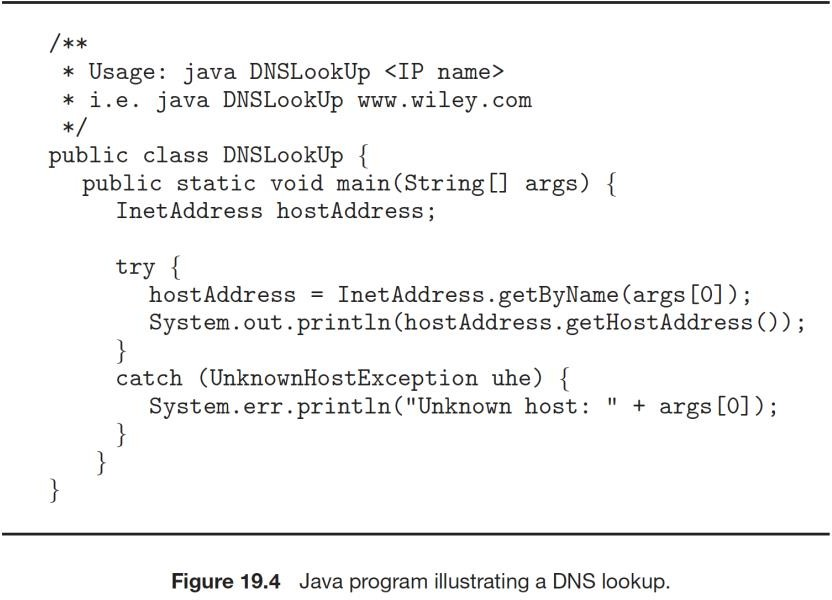 /**
 * Usage: java DNSLookUp <IP name>
 * i.e. java DNSLookUp www.wiley.com
 */
public class DNSLookUp {
   public static void main(String[] args) {
      InetAddress hostAddress;

      try {
         hostAddress = InetAddress.getByName(args[0]);
         System.out.println(hostAddress.getHostAddress());
      }
      catch (UnknownHostException uhe) {
         System.err.println("Unknown host: " + args[0]);
      }
    }
}
Figure 19.4 Java program illustrating a DNS lookup.